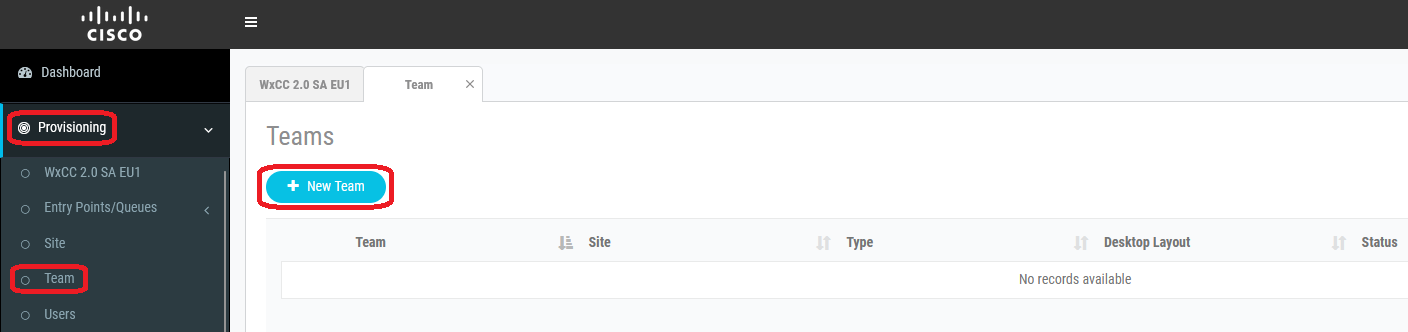 CISCO
Dashboard
Provisioning
WxCC 2.0 SA EU1
Entry Points/Queues
Site
Team
Users
WxCC 2.0 SA EU1 Team
Teams
New Team
Team Site Type Desktop Layout Status
No records available